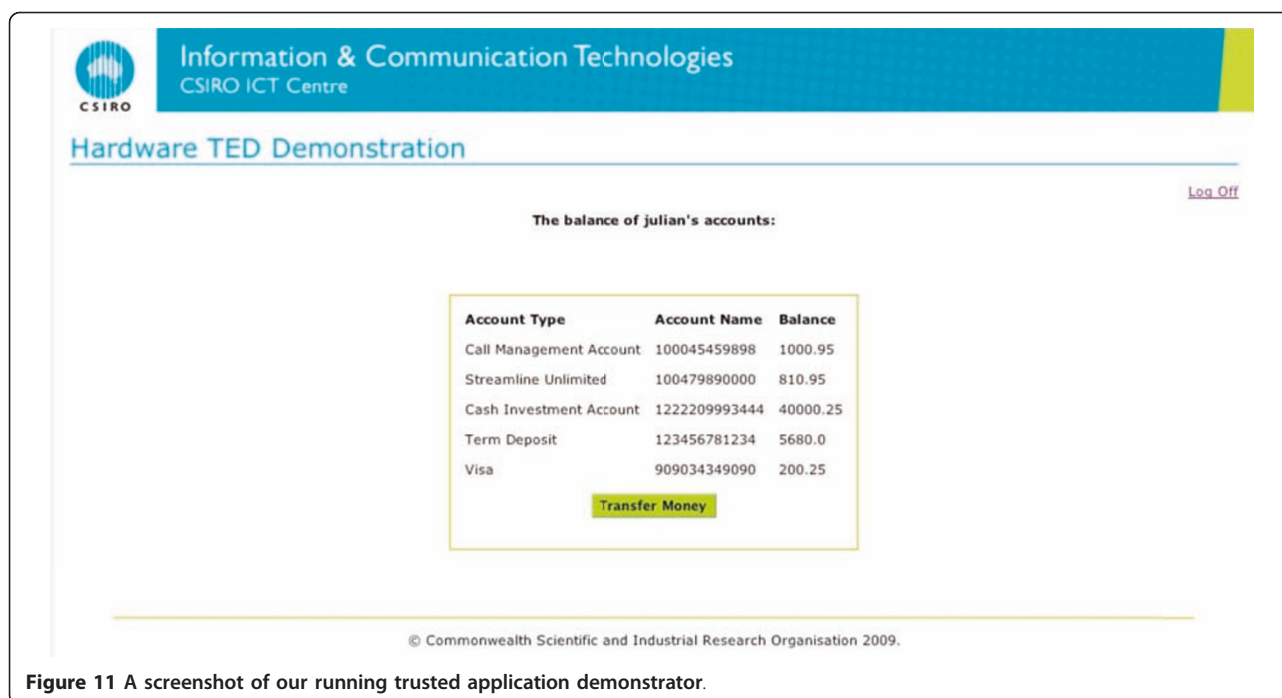 CSIRO
Information & Communication Technologies
CSIRO ICT Centre
Hardware TED Demonstration
Log Off
The balance of julian's accounts:
Account Type Account Name Balance
Call Management Account 100045459898 1000.95
Streamline Unlimited 100479890000 810.95
Cash Investment Account 1222209993444 40000.25
Term Deposit 123456781234 5680.0
Visa 909034349090 200.25
Transfer Money
© Commonwealth Scientific and Industrial Research Organisation 2009.
Figure 11 A screenshot of our running trusted application demonstrator.